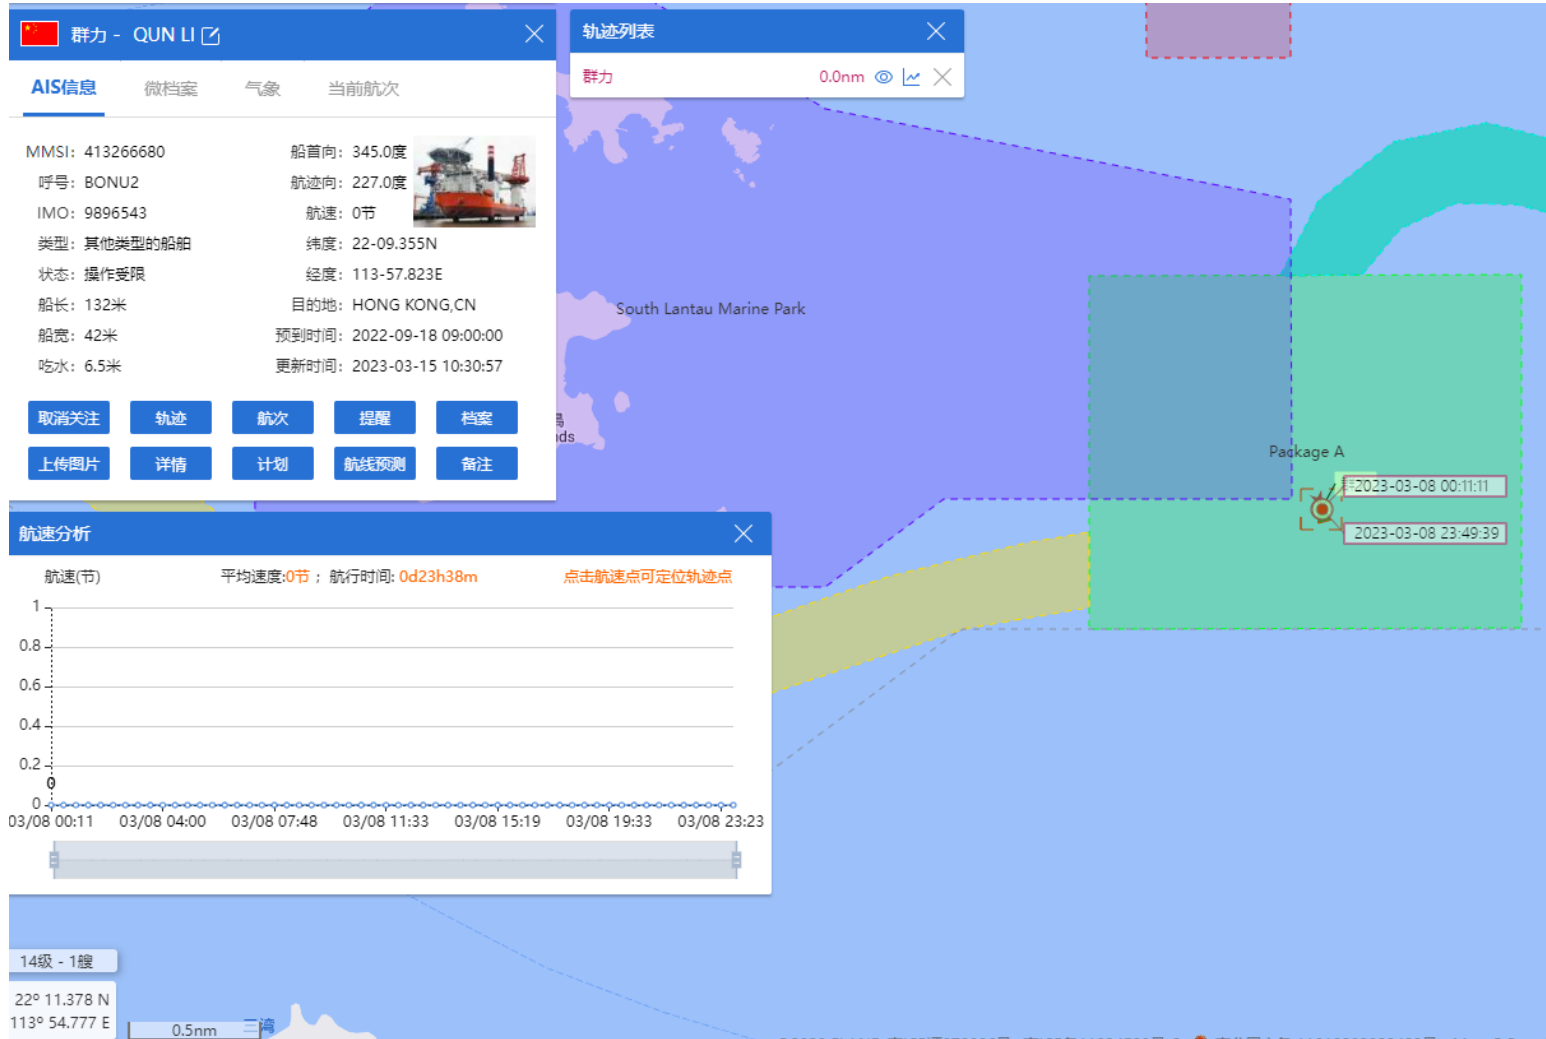 群力 - QUN LI
AIS信息 微档案 气象 当前航次
MMSI: 413266680 船首向: 345.0度
呼号: BONU2 航迹向: 227.0度
IMO: 9896543 航速: 0节
类型: 其他类型的船舶 纬度: 22-09.355N
状态: 操作受限 经度: 113-57.823E
船长: 132米 目的地: HONG KONG,CN
船宽: 42米 预到时间: 2022-09-18 09:00:00
吃水: 6.5米 更新时间: 2023-03-15 10:30:57
取消关注 轨迹 航次 提醒 档案
上传图片 详情 计划 航线预测 备注
轨迹列表
群力 0.0nm
South Lantau Marine Park
Package A
2023-03-08 00:11:11
2023-03-08 23:49:39
航速分析
航速(节) 平均速度:0节 ; 航行时间: 0d23h38m 点击航速点可定位轨迹点
1
0.8
0.6
0.4
0.2
0
0
03/08 00:11 03/08 04:00 03/08 07:48 03/08 11:33 03/08 15:19 03/08 19:33 03/08 23:23
14级 - 1艘
22º 11.378 N
113º 54.777 E
0.5nm
三湾